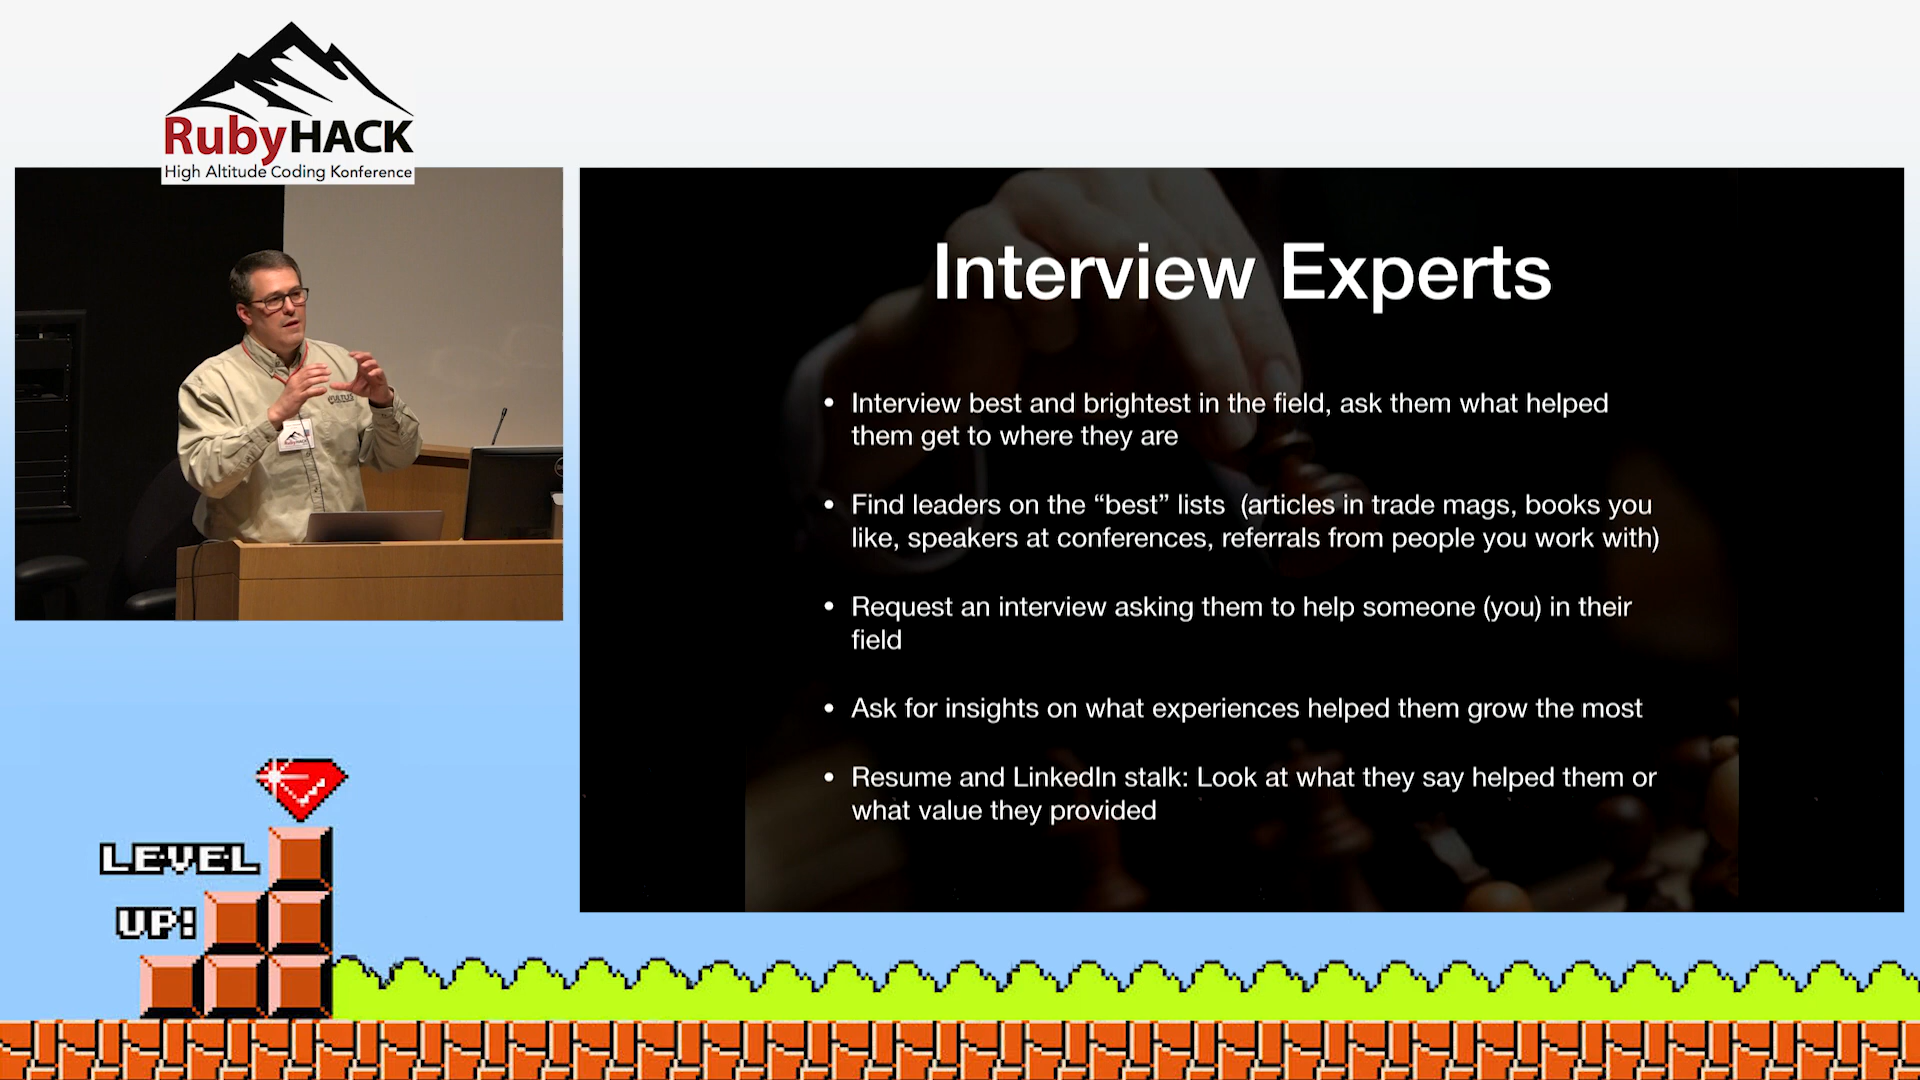 RubyHACK
High Altitude Coding Konference
RubyHACK
Interview Experts
• Interview best and brightest in the field, ask them what helped
them get to where they are
• Find leaders on the “best” lists  (articles in trade mags, books you
like, speakers at conferences, referrals from people you work with)
• Request an interview asking them to help someone (you) in their
field
• Ask for insights on what experiences helped them grow the most
• Resume and LinkedIn stalk: Look at what they say helped them or
what value they provided
LEVEL
UP!